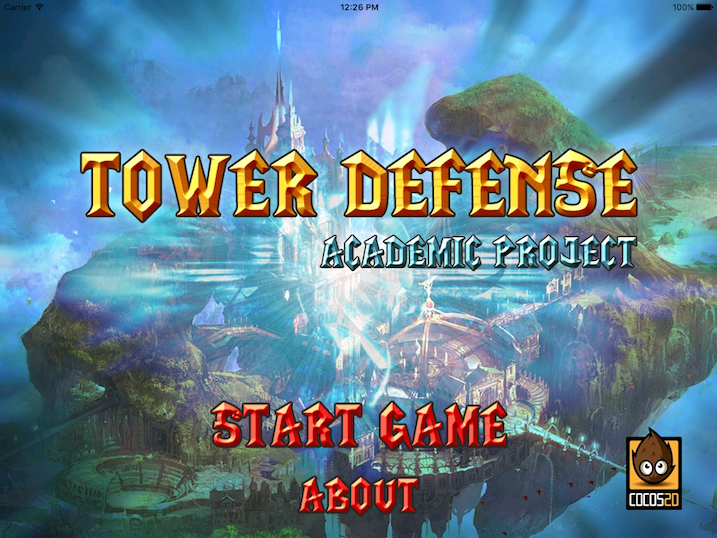 Carrier 12:26 PM 100%
TOWER DEFENSE
ACADEMIC PROJECT
START GAME
ABOUT
COCOS2D